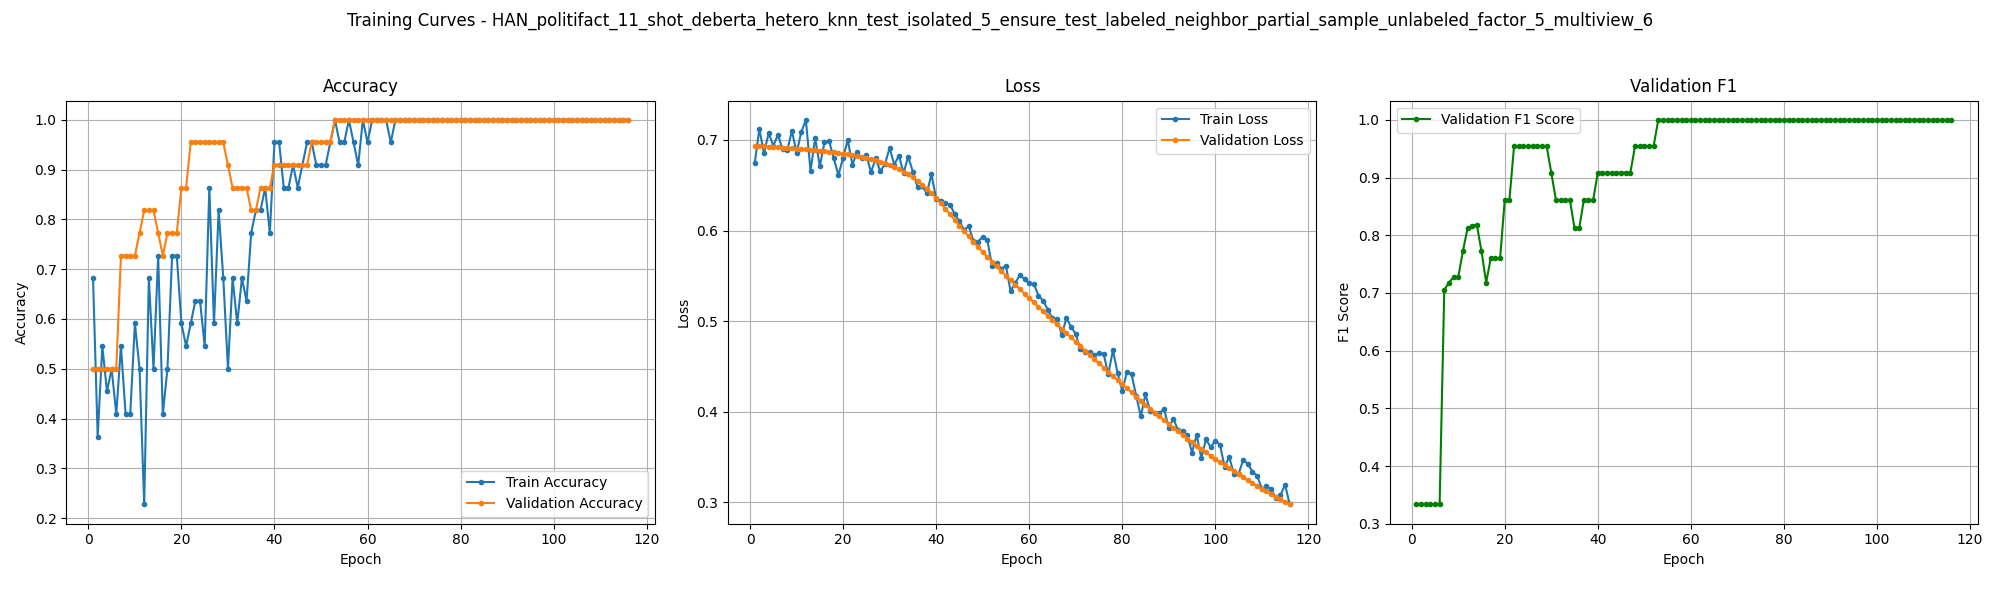 Training Curves - HAN_politifact_11_shot_deberta_hetero_knn_test_isolated_5_ensure_test_labeled_neighbor_partial_sample_unlabeled_factor_5_multiview_6
Accuracy
1.0
0.9
0.8
0.7
0.6
0.5
0.4
0.3
0.2
Accuracy
Train Accuracy
Validation Accuracy
0 20 40 60 80 100 120
Epoch
Loss
0.7
0.6
0.5
0.4
0.3
Loss
Train Loss
Validation Loss
0 20 40 60 80 100 120
Epoch
Validation F1
1.0
0.9
0.8
0.7
0.6
0.5
0.4
0.3
F1 Score
Validation F1 Score
0 20 40 60 80 100 120
Epoch